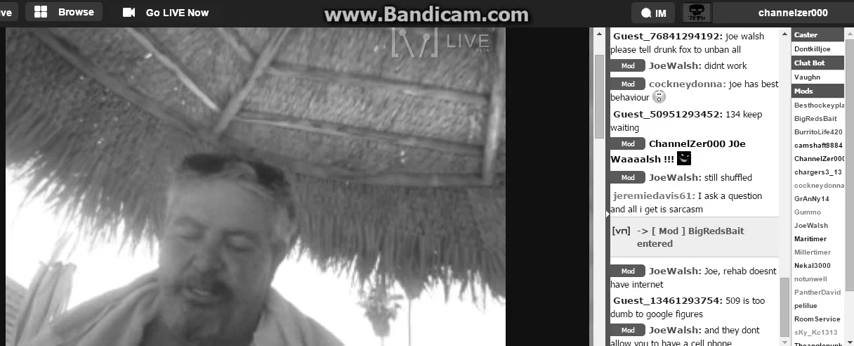 ve Browse Go LIVE Now www.Bandicam.com IM channelzer000
[V] LIVE
Guest_76841294192: joe walsh
please tell drunk fox to unban all
Mod JoeWalsh: didnt work
Mod cockneydonna: joe has best
behaviour
Guest_50951293452: 134 keep
waiting
Mod ChannelZer000 J0e
Waaaalsh !!!
Mod JoeWalsh: still shuffled
jeremiedavis61: I ask a question
and all i get is sarcasm
[vn] -> [ Mod ] BigRedsBait
entered
Mod JoeWalsh: Joe, rehab doesnt
have internet
Guest_13461293754: 509 is too
dumb to google figures
Mod JoeWalsh: and they dont
allow you to have a cell phone
Caster
Dontkilljoe
Chat Bot
Vaughn
Mods
Besthockeypla
BigRedsBait
BurritoLife420
camshaft8884
ChannelZer000
chargers3_13
cockneydonna
GrAnNy14
Gummo
JoeWalsh
Maritimer
Millertimer
Nekal3000
notunwell
PantherDavid
pelilue
RoomService
sKy_Kc1313